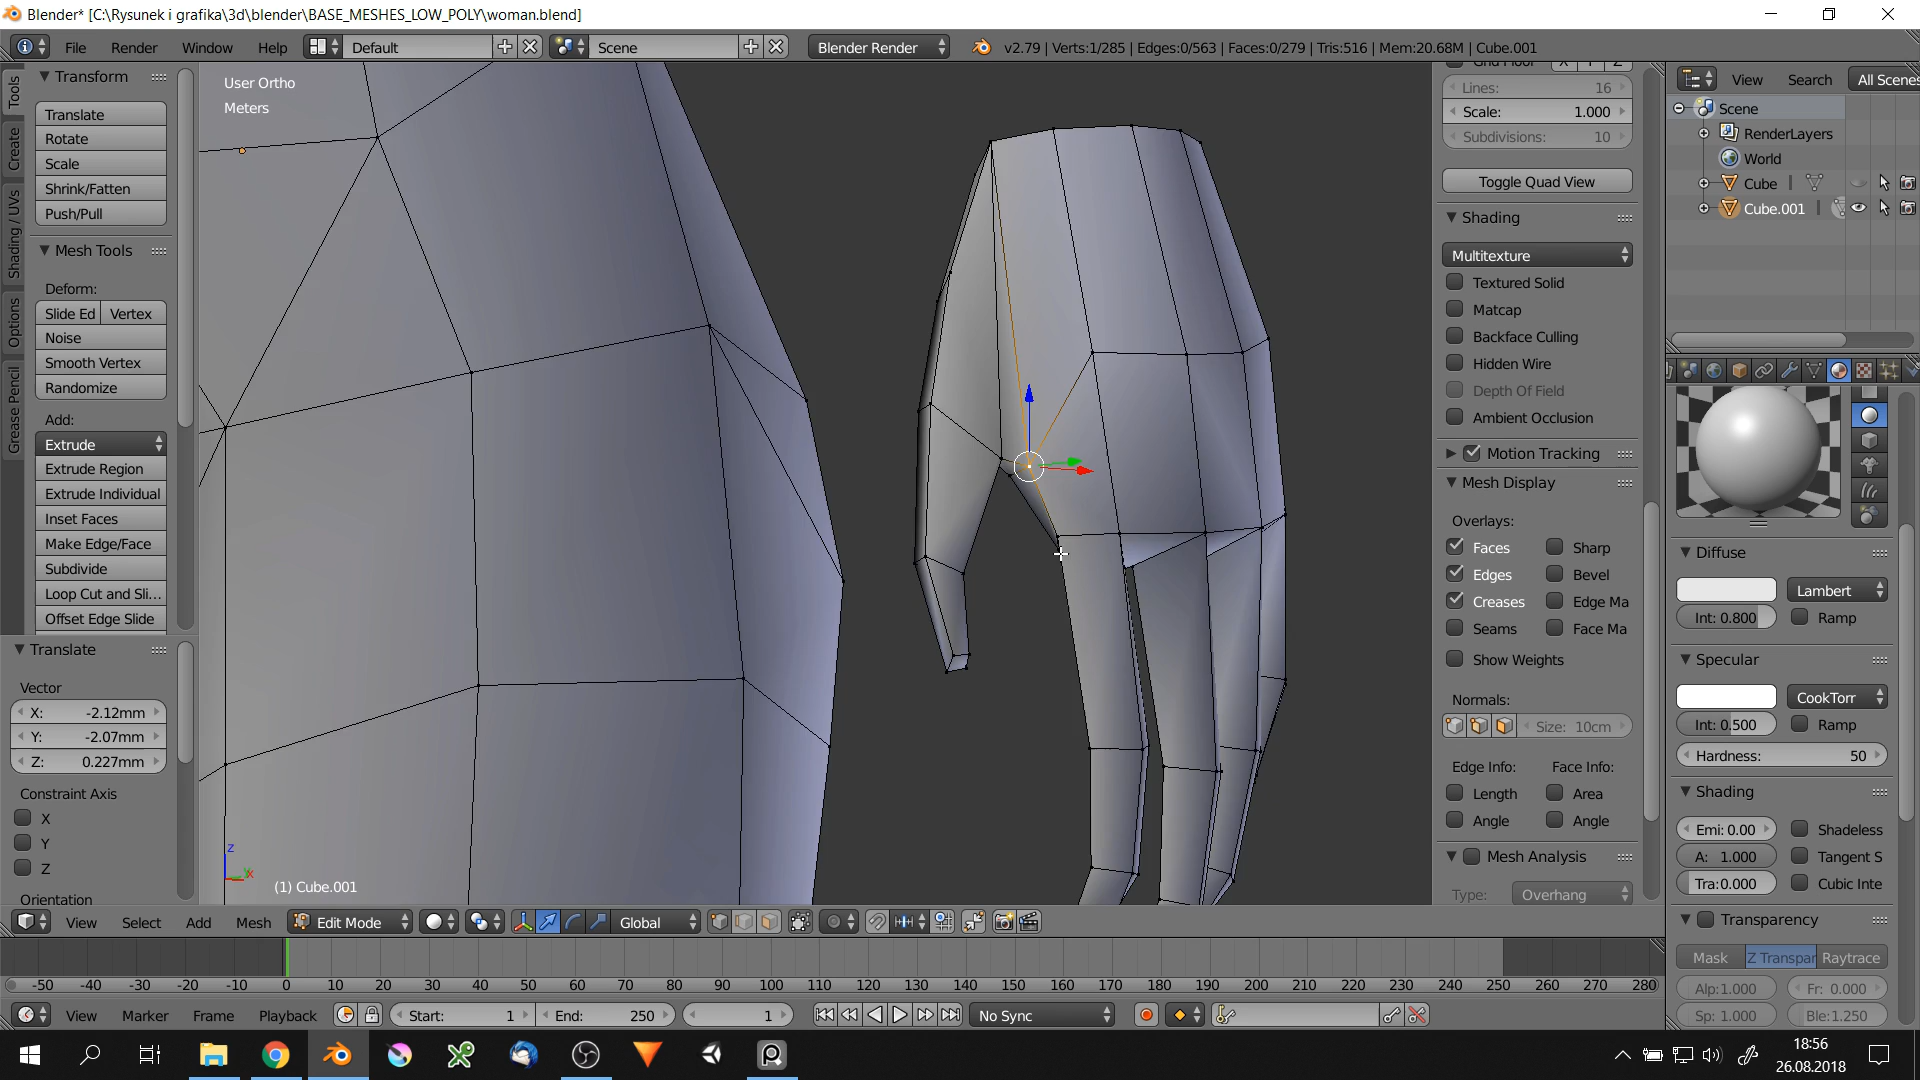 Blender* [C:\Rysunek i grafika\3d\blender\BASE_MESHES_LOW_POLY\woman.blend]
File Render Window Help Default Scene Blender Render v2.79 | Verts:1/285 | Edges:0/563 | Faces:0/279 | Tris:516 | Mem:20.68M | Cube.001
Tools
Create
Shading / UVs
Options
Grease Pencil
Transform
Translate
Rotate
Scale
Shrink/Fatten
Push/Pull
Mesh Tools
Deform:
Slide Ed Vertex
Noise
Smooth Vertex
Randomize
Add:
Extrude
Extrude Region
Extrude Individual
Inset Faces
Make Edge/Face
Subdivide
Loop Cut and Sli...
Offset Edge Slide
Translate
Vector
X: -2.12mm
Y: -2.07mm
Z: 0.227mm
Constraint Axis
X
Y
Z
Orientation
User Ortho
Meters
z
x
(1) Cube.001
Grid Floor X Y Z
Lines: 16
Scale: 1.000
Subdivisions: 10
Toggle Quad View
Shading
Multitexture
Textured Solid
Matcap
Backface Culling
Hidden Wire
Depth Of Field
Ambient Occlusion
Motion Tracking
Mesh Display
Overlays:
Faces Sharp
Edges Bevel
Creases Edge Ma
Seams Face Ma
Show Weights
Normals:
Size: 10cm
Edge Info: Face Info:
Length Area
Angle Angle
Mesh Analysis
Type: Overhang
View Search All Scenes
Scene
RenderLayers
World
Cube
Cube.001
Diffuse
Lambert
Int: 0.800 Ramp
Specular
CookTorr
Int: 0.500 Ramp
Hardness: 50
Shading
Emi: 0.00 Shadeless
A: 1.000 Tangent S
Tra:0.000 Cubic Inte
Transparency
Mask Z Transpar Raytrace
Alp:1.000 Fr: 0.000
Sp: 1.000 Ble:1.250
View Select Add Mesh Edit Mode Global
-50 -40 -30 -20 -10 0 10 20 30 40 50 60 70 80 90 100 110 120 130 140 150 160 170 180 190 200 210 220 230 240 250 260 270 280
View Marker Frame Playback Start: 1 End: 250 1 No Sync
18:56
26.08.2018